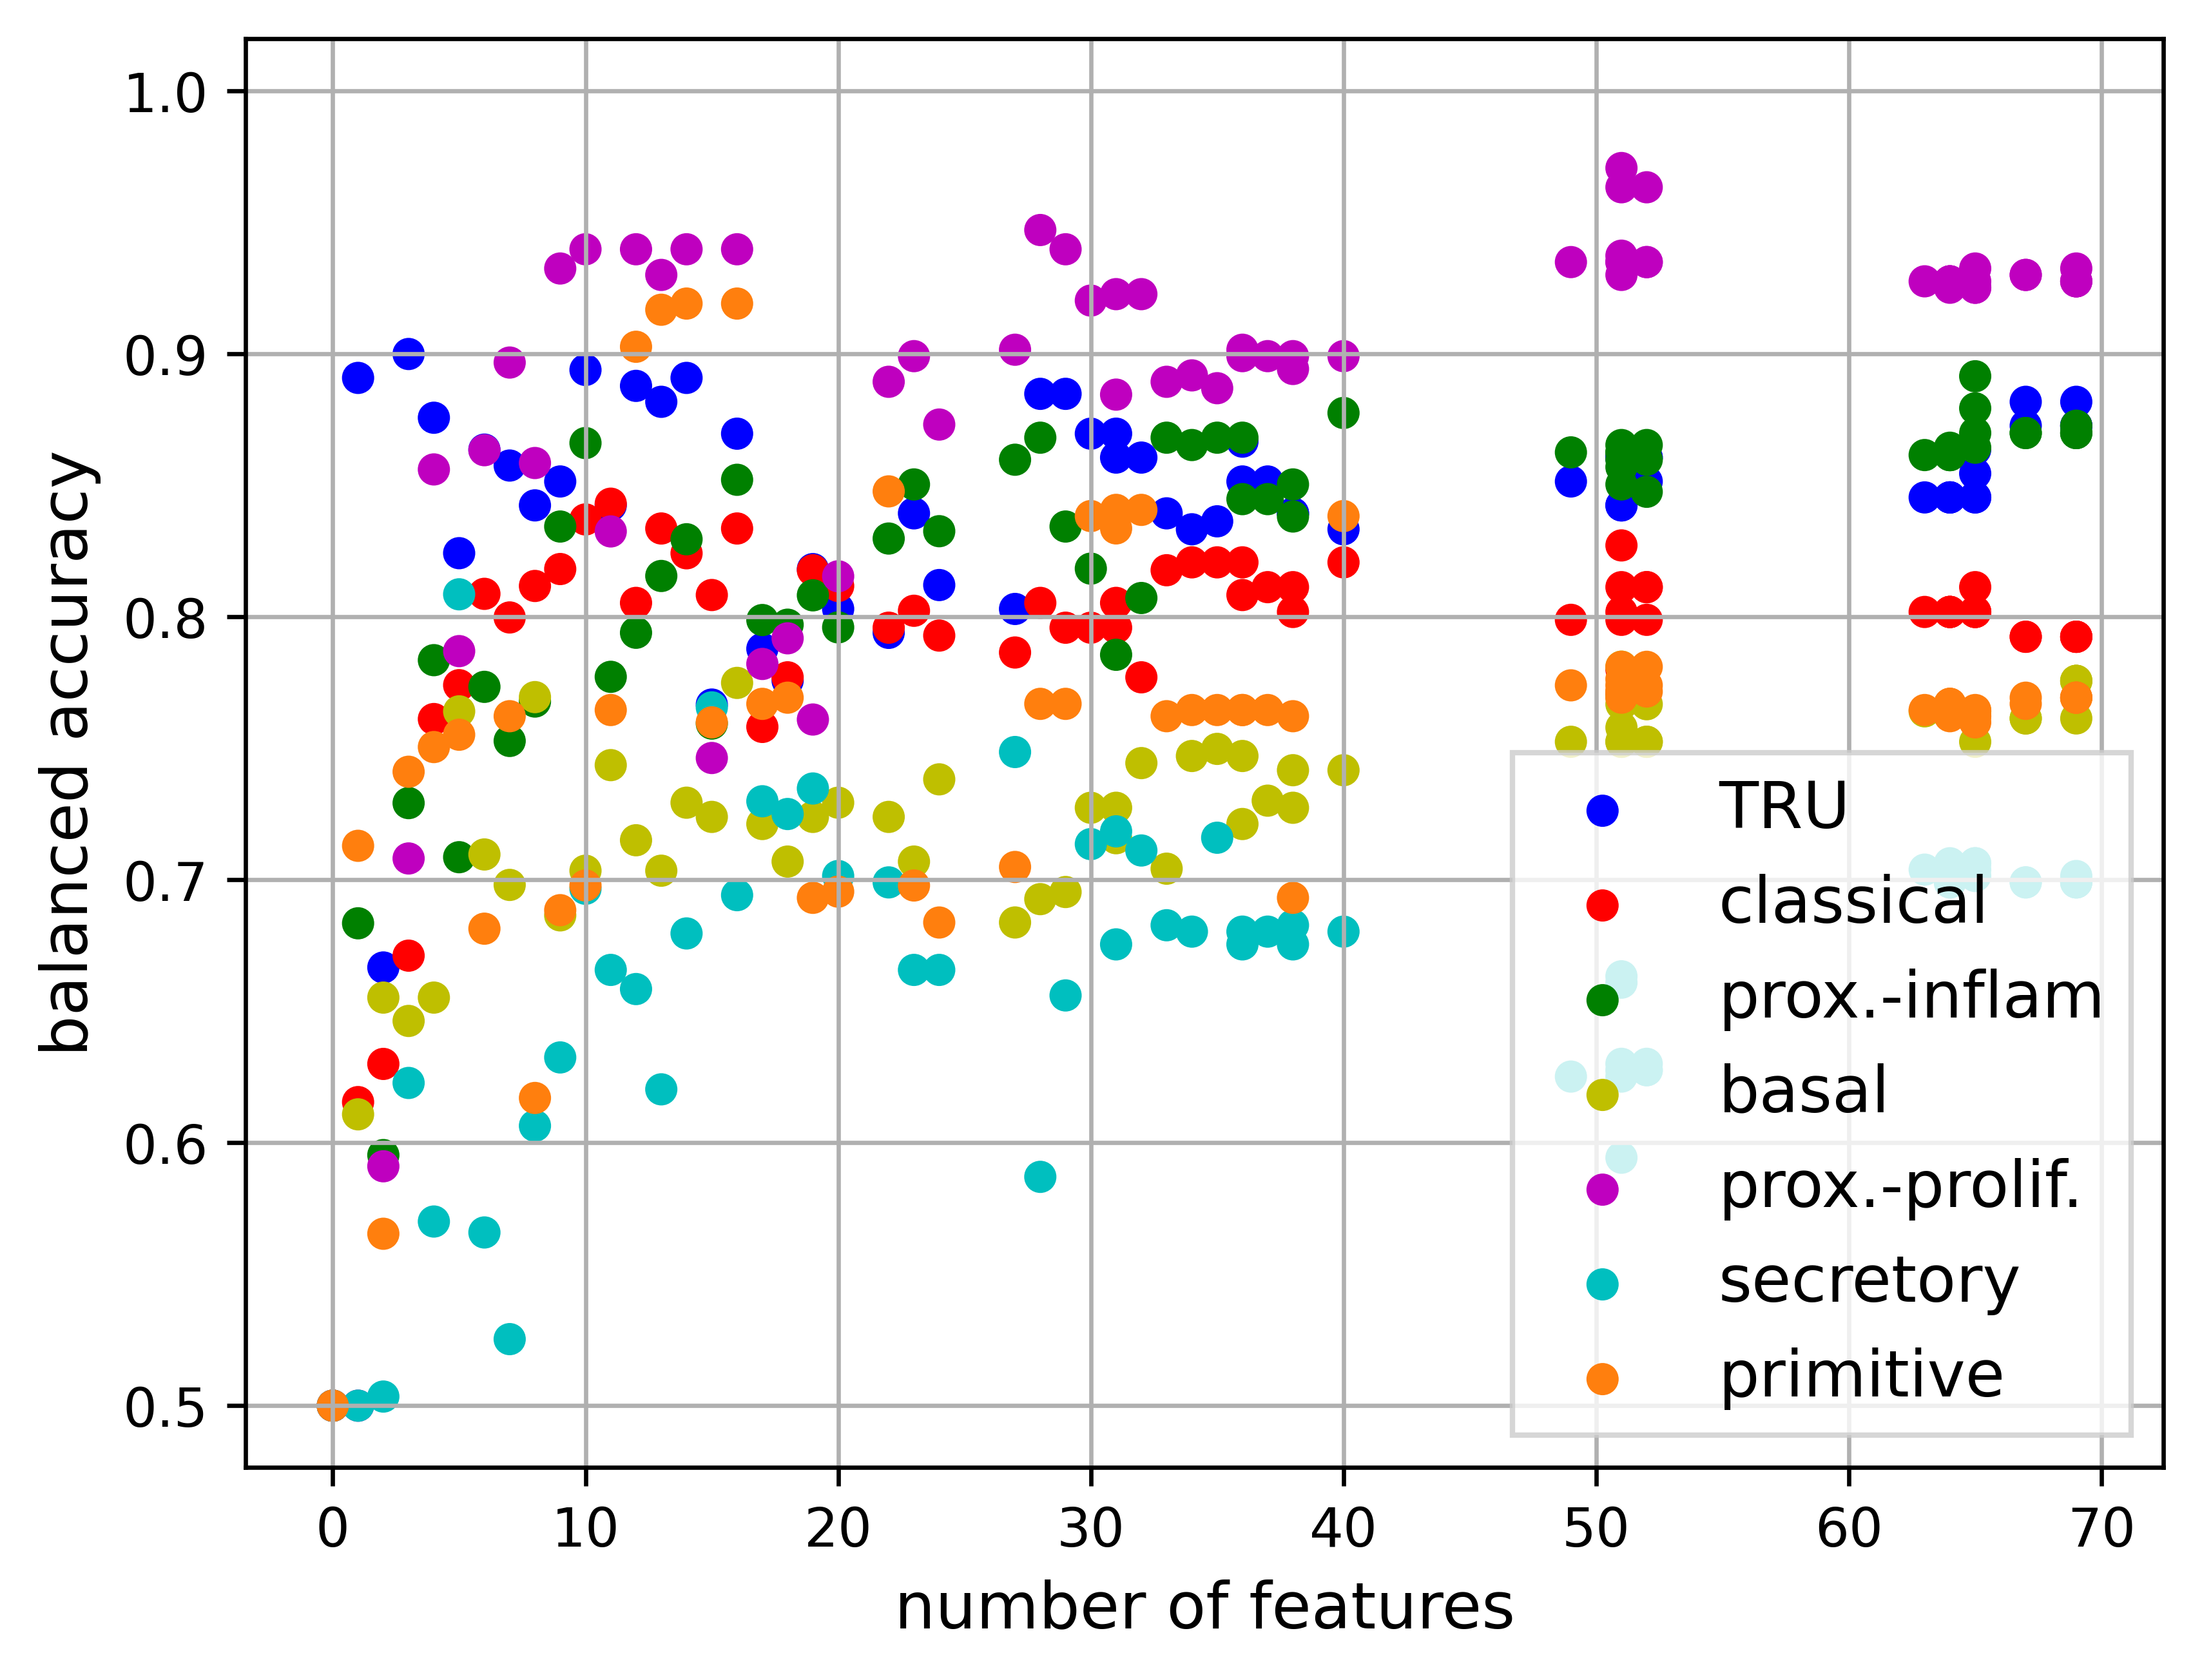 1.0
0.9
0.8
0.7
0.6
0.5
balanced accuracy
0 10 20 30 40 50 60 70
number of features
TRU
classical
prox.-inflam
basal
prox.-prolif.
secretory
primitive